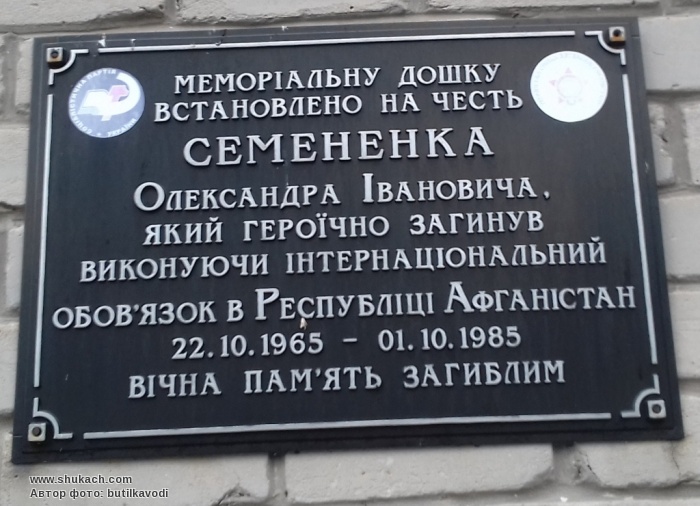 МЕМОРІАЛЬНУ ДОШКУ
ВСТАНОВЛЕНО НА ЧЕСТЬ
СЕМЕНЕНКА
ОЛЕКСАНДРА ІВАНОВИЧА,
ЯКИЙ ГЕРОЇЧНО ЗАГИНУВ
ВИКОНУЮЧИ ІНТЕРНАЦІОНАЛЬНИЙ
ОБОВ'ЯЗОК В РЕСПУБЛІЦІ АФГАНІСТАН
22.10.1965 - 01.10.1985
ВІЧНА ПАМ'ЯТЬ ЗАГИБЛИМ
www.shukach.com
Автор фото: butilkavodi